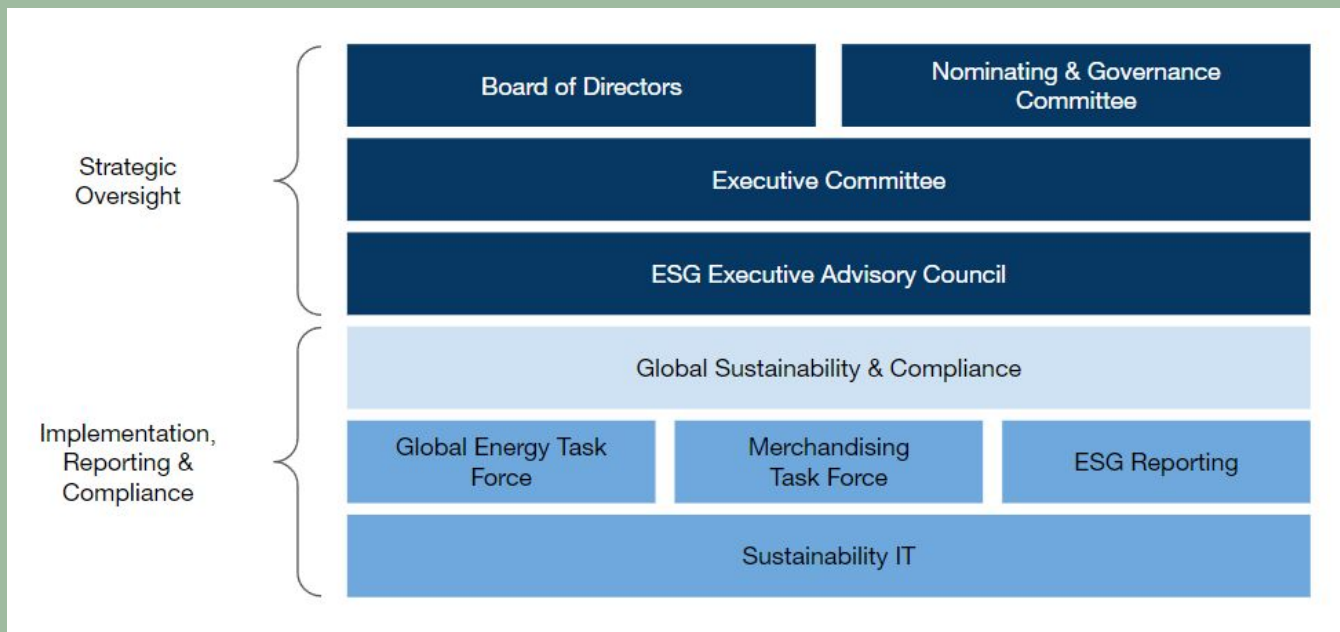 Strategic
Oversight
Board of Directors
Nominating & Governance
Committee
Executive Committee
ESG Executive Advisory Council
Implementation,
Reporting &
Compliance
Global Sustainability & Compliance
Global Energy Task
Force
Merchandising
Task Force
ESG Reporting
Sustainability IT